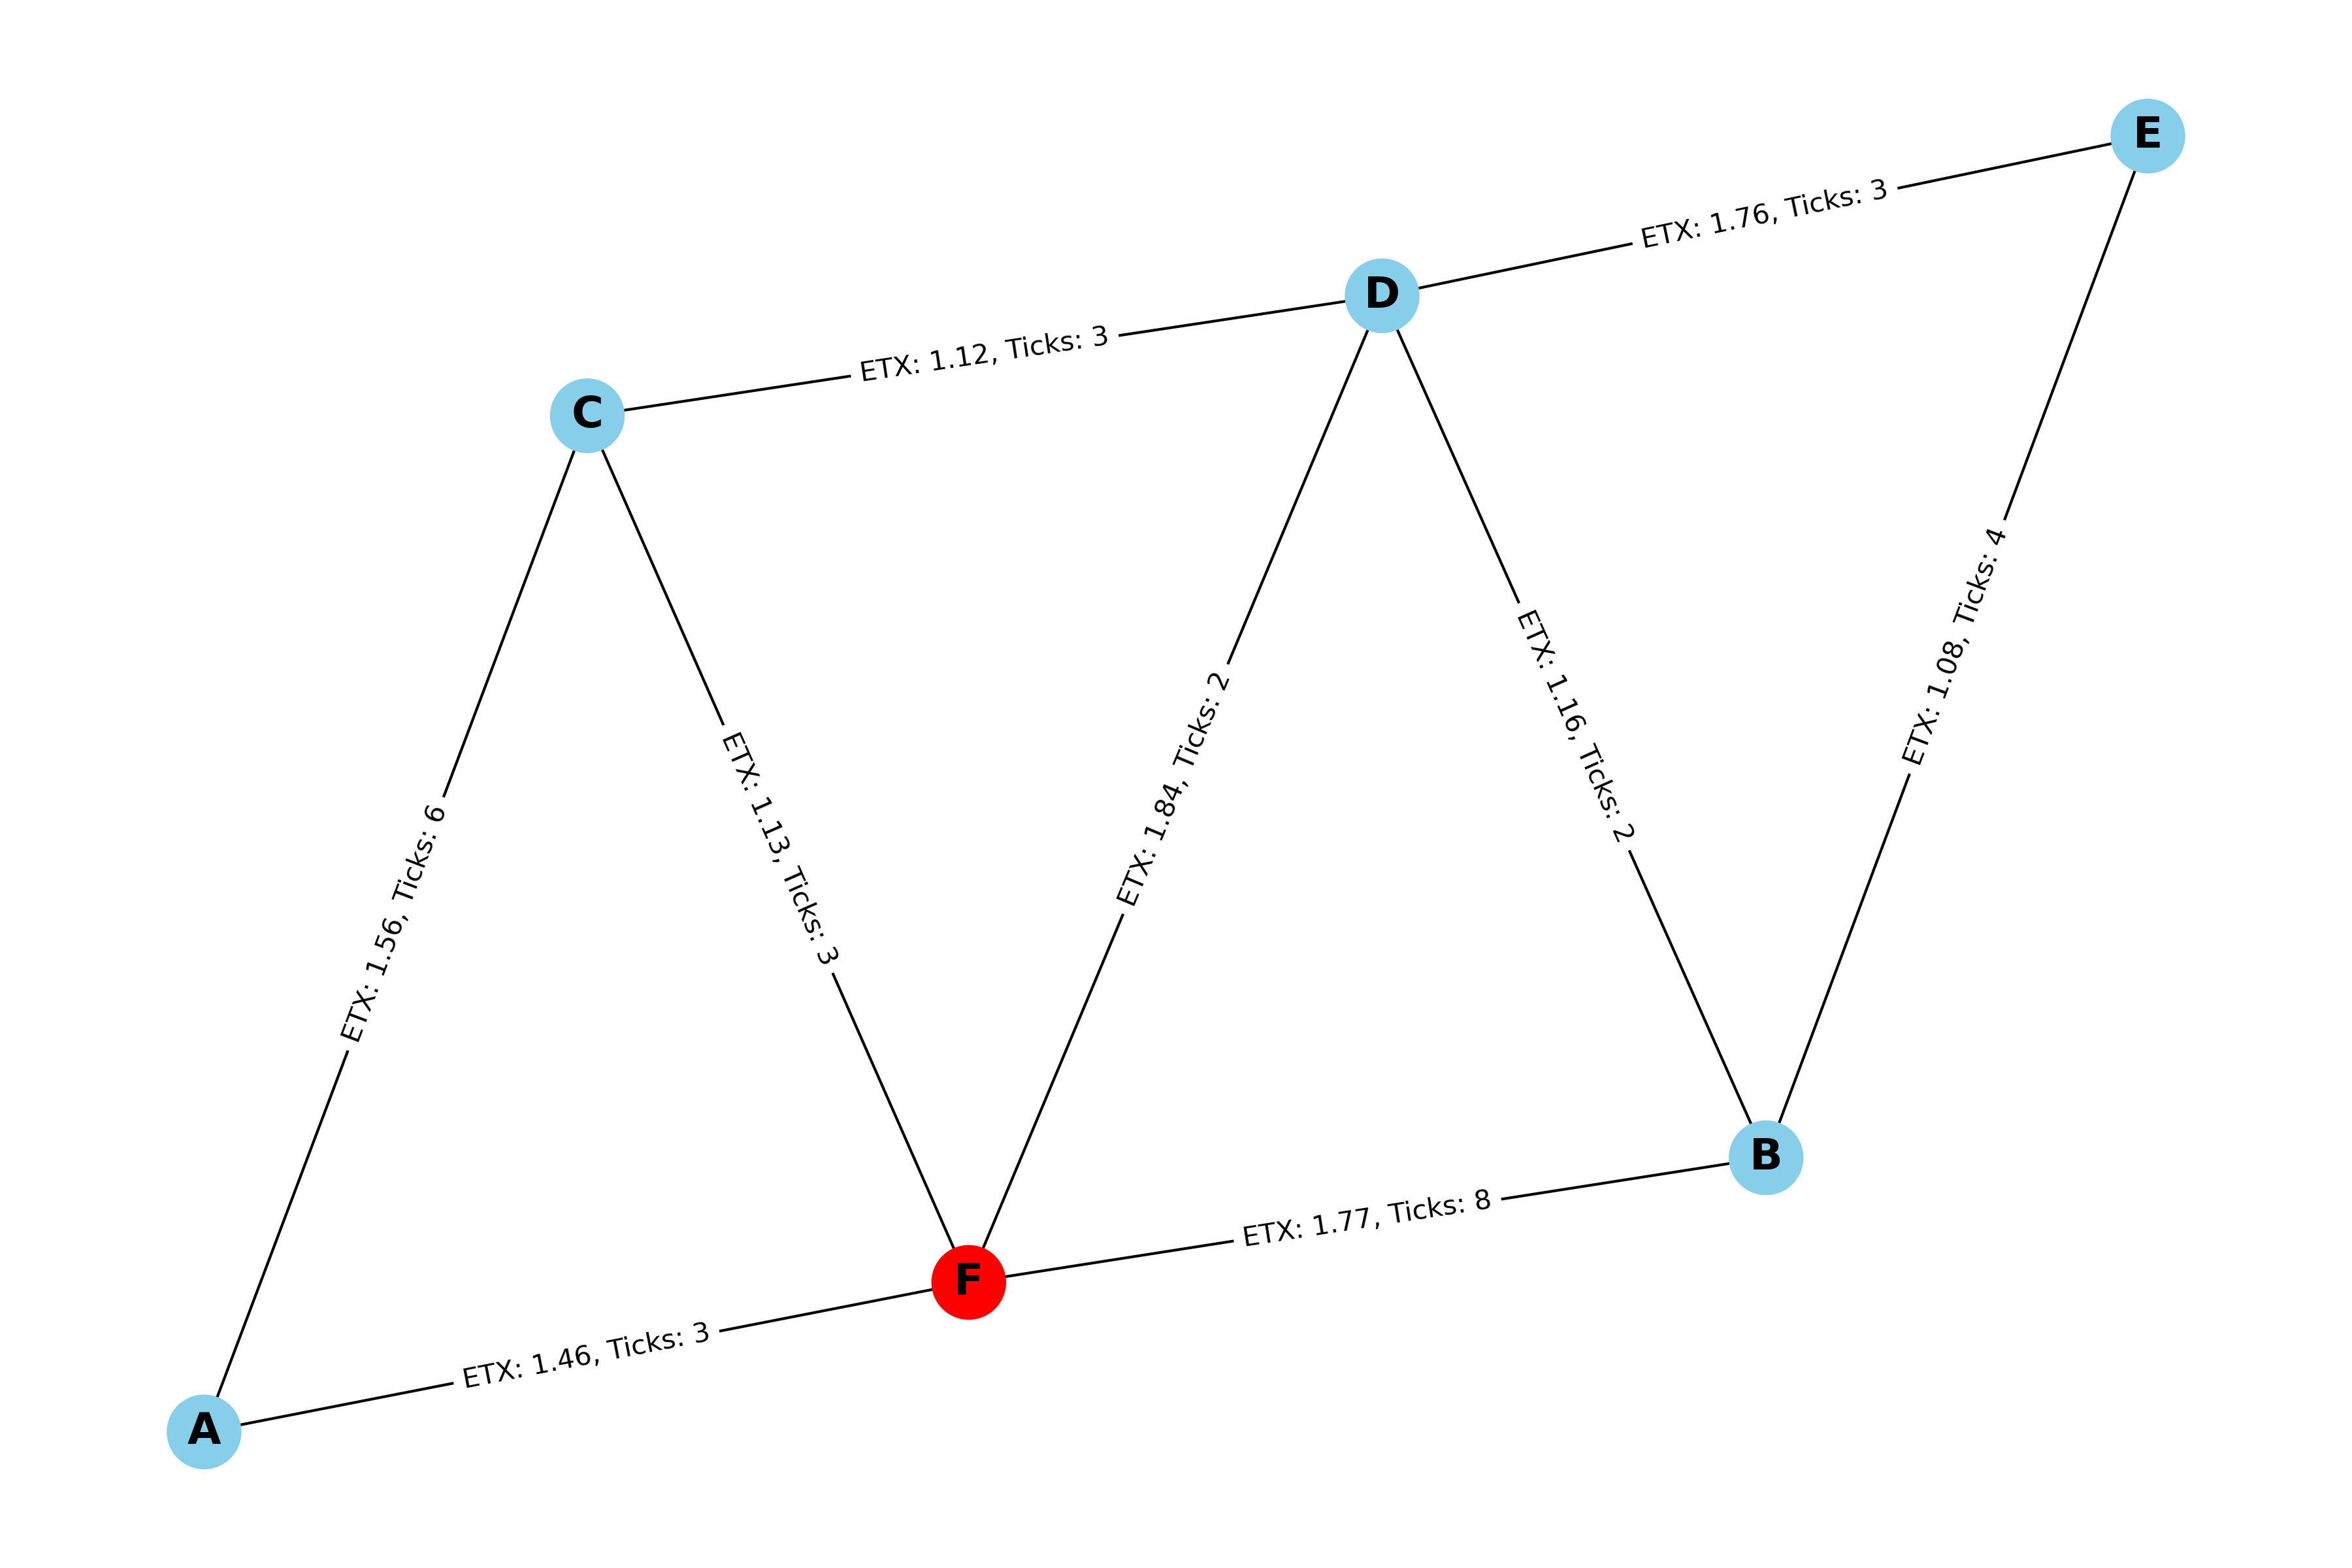 E
ETX: 1.76, Ticks: 3
D
ETX: 1.12, Ticks: 3
C
ETX: 1.08, Ticks: 4
ETX: 1.16, Ticks: 2
ETX: 1.84, Ticks: 2
ETX: 1.13, Ticks: 3
ETX: 1.56, Ticks: 6
B
ETX: 1.77, Ticks: 8
F
ETX: 1.46, Ticks: 3
A